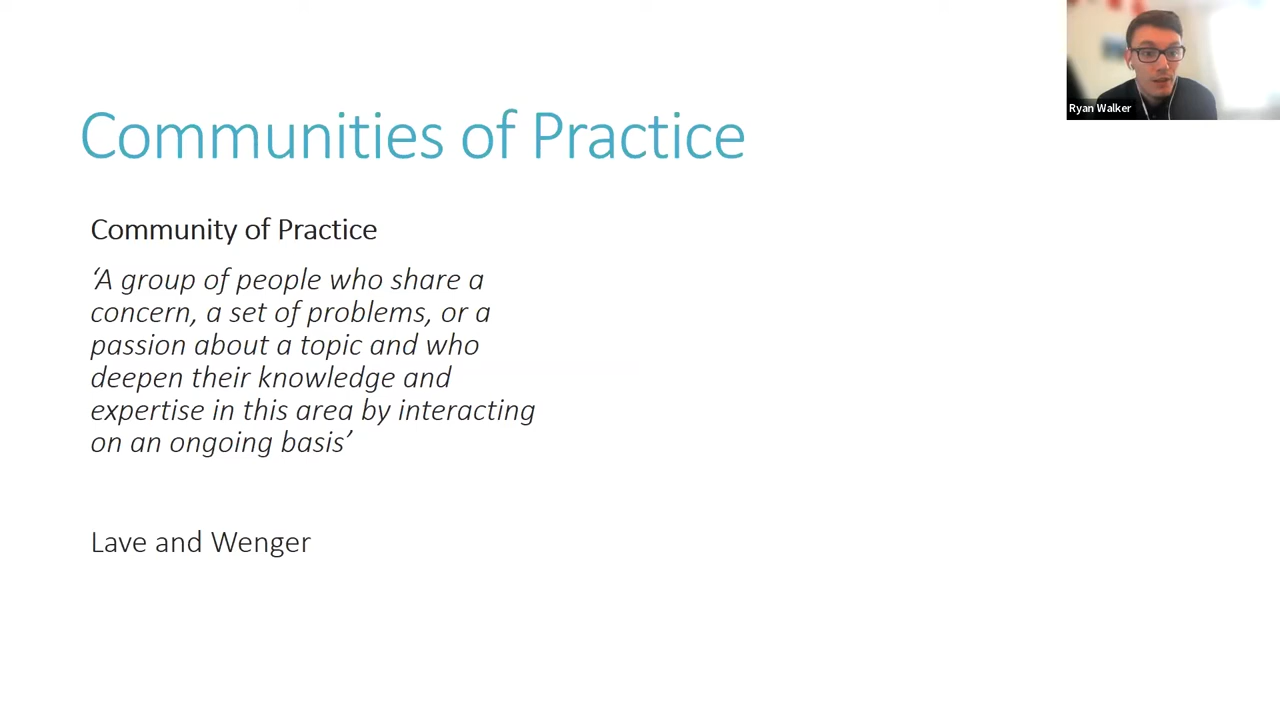 Communities of Practice
Ryan Walker
Community of Practice
‘A group of people who share a
concern, a set of problems, or a
passion about a topic and who
deepen their knowledge and
expertise in this area by interacting
on an ongoing basis’
Lave and Wenger